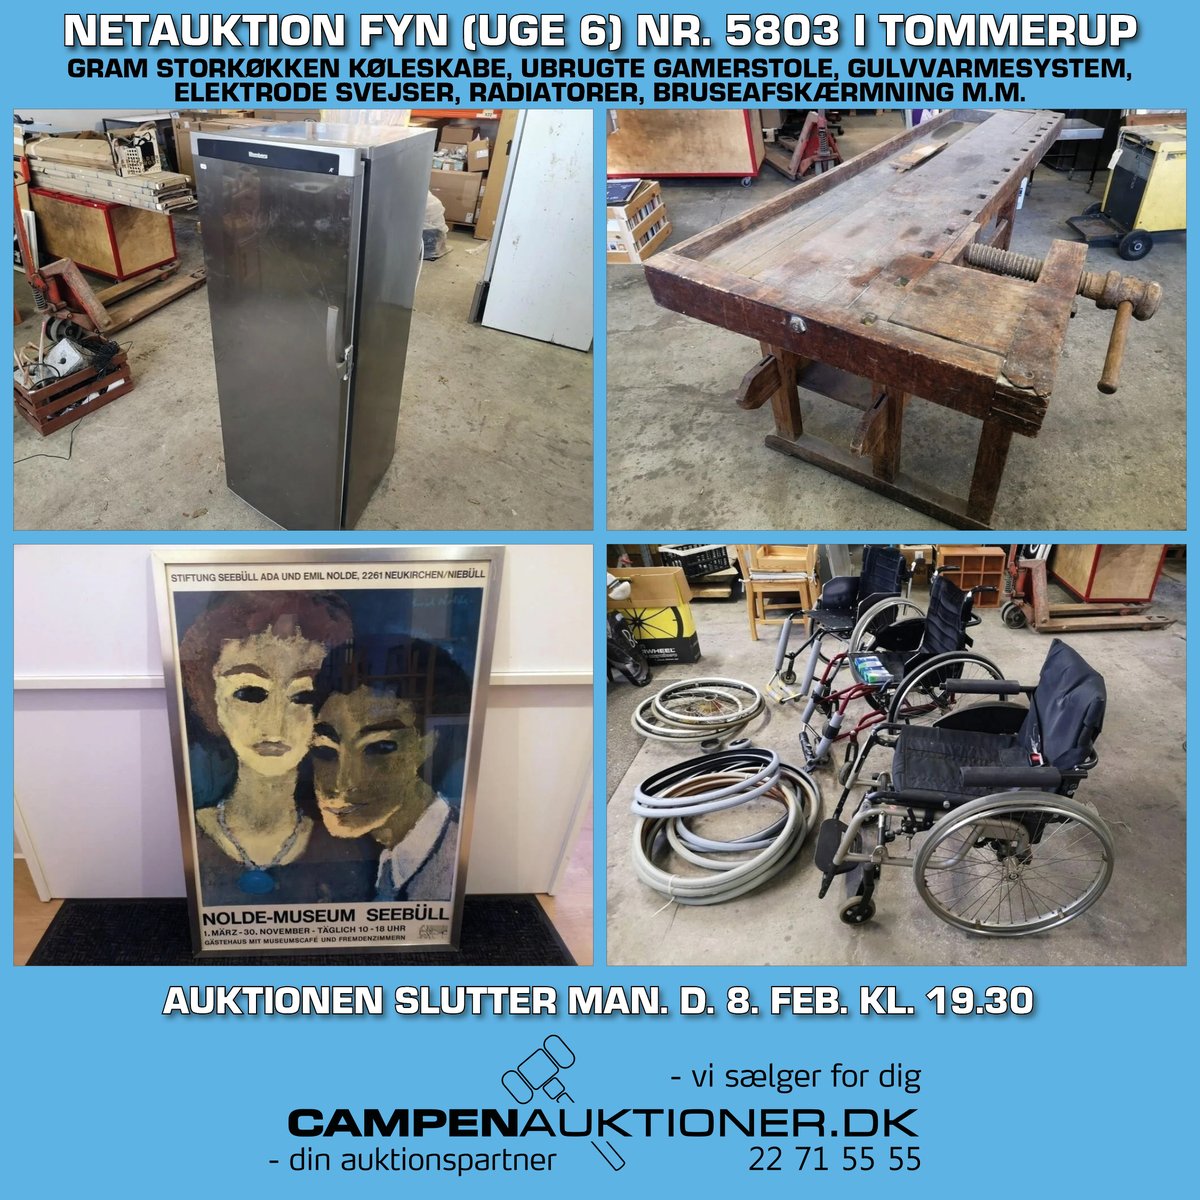 NETAUKTION FYN (UGE 6) NR. 5803 I TOMMERUP
GRAM STORKØKKEN KØLESKABE, UBRUGTE GAMERSTOLE, GULVVARMESYSTEM,
ELEKTRODE SVEJSER, RADIATORER, BRUSEAFSKÆRMNING M.M.
STIFTUNG SEEBÜLL ADA UND EMIL NOLDE, 2261 NEUKIRCHEN/NIEBÜLL
NOLDE-MUSEUM SEEBÜLL
1. MÄRZ - 30. NOVEMBER - TÄGLICH 10 - 18 UHR
GÄSTEHAUS MIT MUSEUMSCAFÉ UND FREMDENZIMMERN
WHEEL
AUKTIONEN SLUTTER MAN. D. 8. FEB. KL. 19.30
- vi sælger for dig
CAMPENAUKTIONER.DK
- din auktionspartner
22 71 55 55